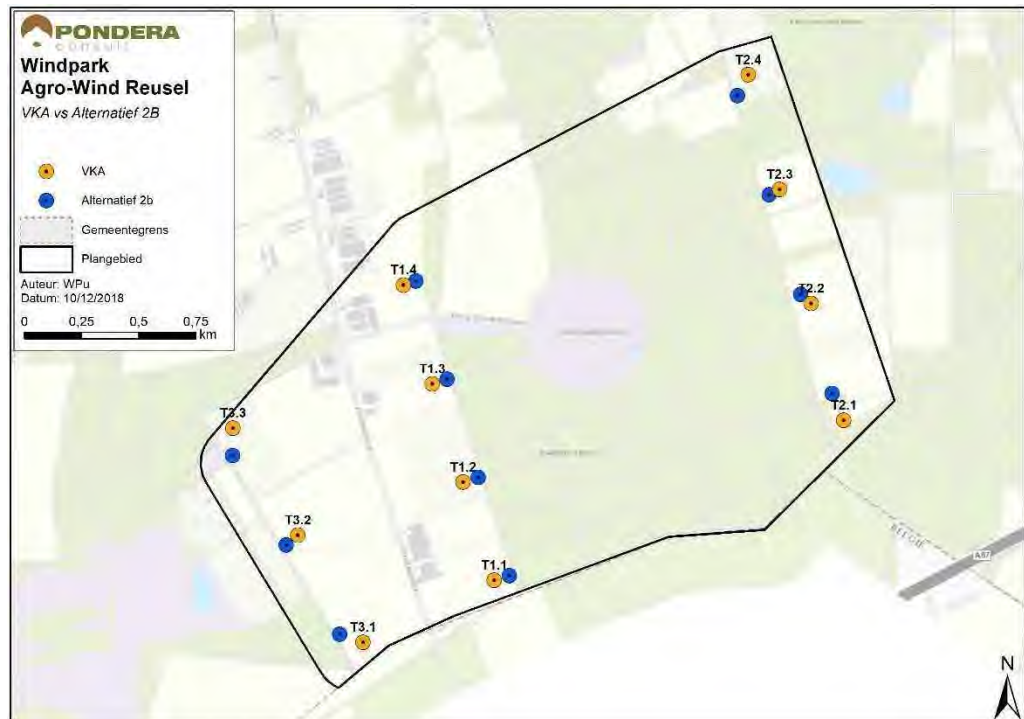 PONDERA
consult
Windpark
Agro-Wind Reusel
VKA vs Alternatief 2B
VKA
Alternatief 2b
Gemeentegrens
Plangebied
Auteur: WPu
Datum: 10/12/2018
0 0,25 0,5 0,75
km
T2.4
T2.3
T2.2
T2.1
T1.4
T1.3
T1.2
T1.1
T3.3
T3.2
T3.1
A67
N